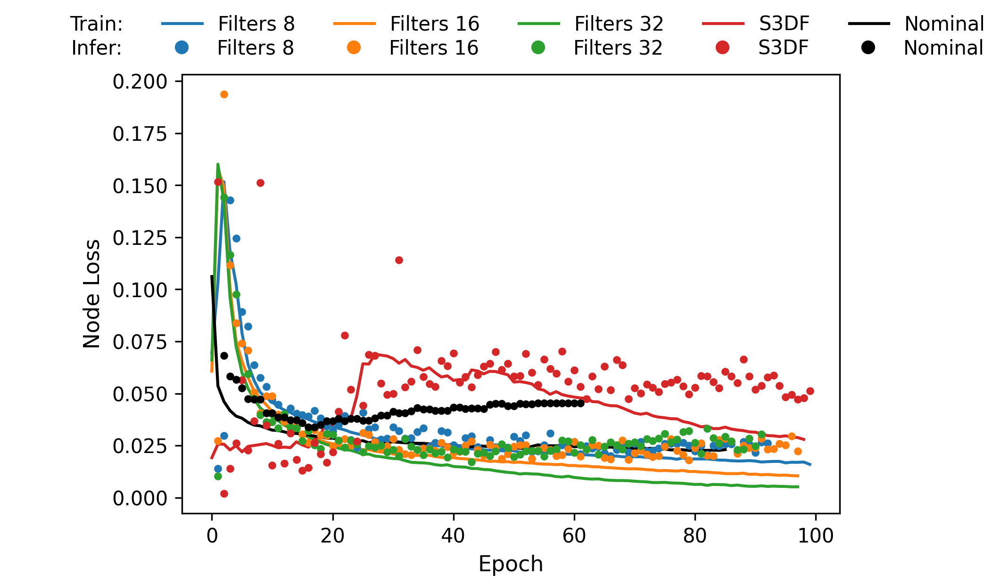 Train: Filters 8 Filters 16 Filters 32 S3DF Nominal
Infer: Filters 8 Filters 16 Filters 32 S3DF Nominal
0.200
0.175
0.150
0.125
0.100
0.075
0.050
0.025
0.000
Node Loss
0 20 40 60 80 100
Epoch